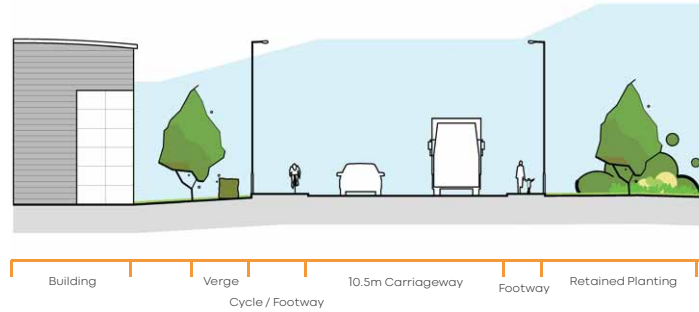 Building
Verge
Cycle / Footway
10.5m Carriageway
Footway
Retained Planting